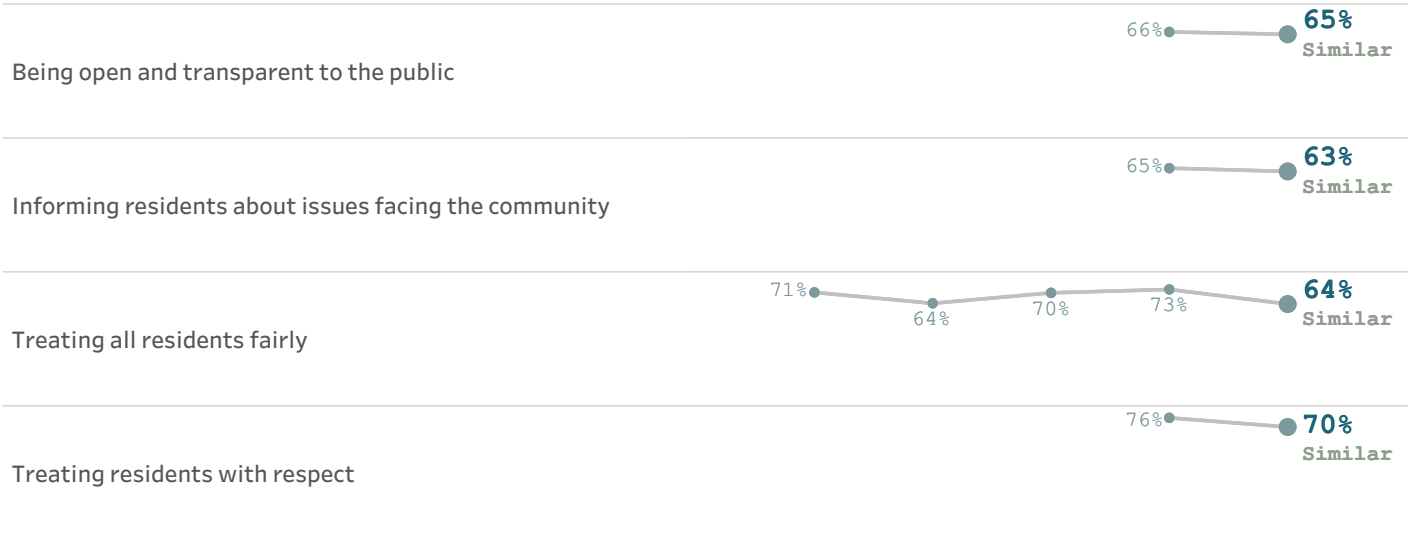 66% 65%
Similar
Being open and transparent to the public
65% 63%
Similar
Informing residents about issues facing the community
71% 64% 70% 73% 64%
Similar
Treating all residents fairly
76% 70%
Similar
Treating residents with respect